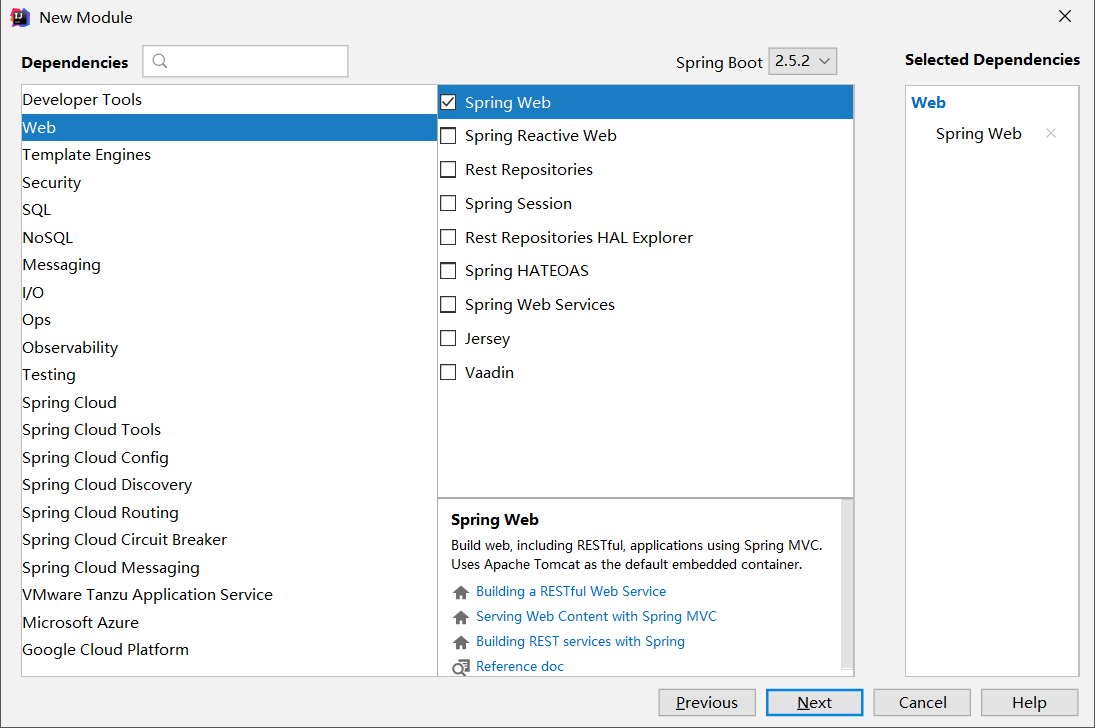 New Module
Dependencies
Spring Boot 2.5.2
Selected Dependencies
Developer Tools
Web
Template Engines
Security
SQL
NoSQL
Messaging
I/O
Ops
Observability
Testing
Spring Cloud
Spring Cloud Tools
Spring Cloud Config
Spring Cloud Discovery
Spring Cloud Routing
Spring Cloud Circuit Breaker
Spring Cloud Messaging
VMware Tanzu Application Service
Microsoft Azure
Google Cloud Platform
Spring Web
Spring Reactive Web
Rest Repositories
Spring Session
Rest Repositories HAL Explorer
Spring HATEOAS
Spring Web Services
Jersey
Vaadin
Spring Web
Build web, including RESTful, applications using Spring MVC.
Uses Apache Tomcat as the default embedded container.
Building a RESTful Web Service
Serving Web Content with Spring MVC
Building REST services with Spring
Reference doc
Web
Spring Web
Previous
Next
Cancel
Help